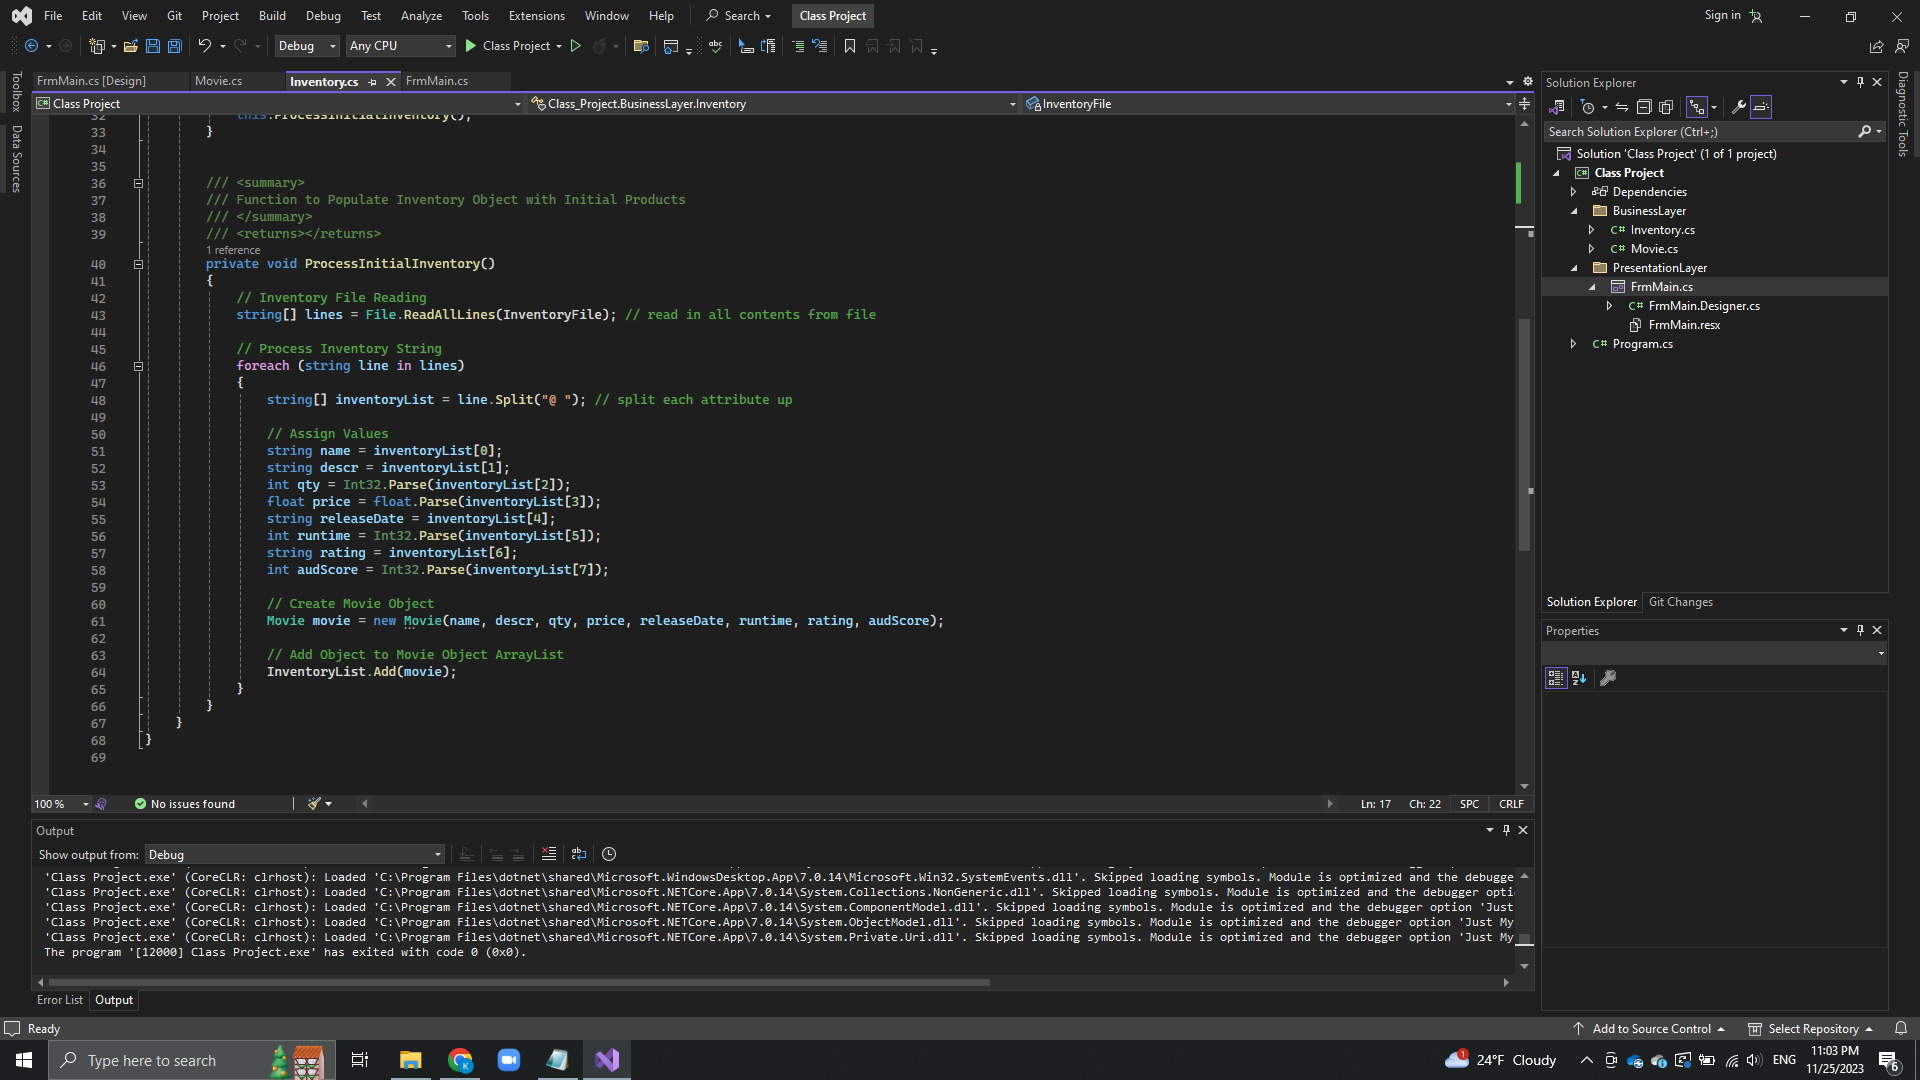 File Edit View Git Project Build Debug Test Analyze Tools Extensions Window Help Search Class Project Sign in
Debug Any CPU Class Project
Toolbox
Data Sources
FrmMain.cs [Design] Movie.cs Inventory.cs FrmMain.cs
C# Class Project Class_Project.BusinessLayer.Inventory InventoryFile
32 this.ProcessInitialInventory();
33 }
34
35
36 /// <summary>
37 /// Function to Populate Inventory Object with Initial Products
38 /// </summary>
39 /// <returns></returns>
1 reference
40 private void ProcessInitialInventory()
41 {
42 // Inventory File Reading
43 string[] lines = File.ReadAllLines(InventoryFile); // read in all contents from file
44
45 // Process Inventory String
46 foreach (string line in lines)
47 {
48 string[] inventoryList = line.Split("@ "); // split each attribute up
49
50 // Assign Values
51 string name = inventoryList[0];
52 string descr = inventoryList[1];
53 int qty = Int32.Parse(inventoryList[2]);
54 float price = float.Parse(inventoryList[3]);
55 string releaseDate = inventoryList[4];
56 int runtime = Int32.Parse(inventoryList[5]);
57 string rating = inventoryList[6];
58 int audScore = Int32.Parse(inventoryList[7]);
59
60 // Create Movie Object
61 Movie movie = new Movie(name, descr, qty, price, releaseDate, runtime, rating, audScore);
62
63 // Add Object to Movie Object ArrayList
64 InventoryList.Add(movie);
65 }
66 }
67 }
68 }
69
100 % No issues found Ln: 17 Ch: 22 SPC CRLF
Output
Show output from: Debug
'Class Project.exe' (CoreCLR: clrhost): Loaded 'C:\Program Files\dotnet\shared\Microsoft.WindowsDesktop.App\7.0.14\Microsoft.Win32.SystemEvents.dll'. Skipped loading symbols. Module is optimized and the debugge
'Class Project.exe' (CoreCLR: clrhost): Loaded 'C:\Program Files\dotnet\shared\Microsoft.NETCore.App\7.0.14\System.Collections.NonGeneric.dll'. Skipped loading symbols. Module is optimized and the debugger opti
'Class Project.exe' (CoreCLR: clrhost): Loaded 'C:\Program Files\dotnet\shared\Microsoft.NETCore.App\7.0.14\System.ComponentModel.dll'. Skipped loading symbols. Module is optimized and the debugger option 'Just
'Class Project.exe' (CoreCLR: clrhost): Loaded 'C:\Program Files\dotnet\shared\Microsoft.NETCore.App\7.0.14\System.ObjectModel.dll'. Skipped loading symbols. Module is optimized and the debugger option 'Just My
'Class Project.exe' (CoreCLR: clrhost): Loaded 'C:\Program Files\dotnet\shared\Microsoft.NETCore.App\7.0.14\System.Private.Uri.dll'. Skipped loading symbols. Module is optimized and the debugger option 'Just My
The program '[12000] Class Project.exe' has exited with code 0 (0x0).
Error List Output
Solution Explorer
Search Solution Explorer (Ctrl+;)
Solution 'Class Project' (1 of 1 project)
C# Class Project
Dependencies
BusinessLayer
C# Inventory.cs
C# Movie.cs
PresentationLayer
FrmMain.cs
C# FrmMain.Designer.cs
FrmMain.resx
C# Program.cs
Solution Explorer Git Changes
Properties
Diagnostic Tools
Ready Add to Source Control Select Repository
Type here to search 24°F Cloudy ENG 11:03 PM
11/25/2023